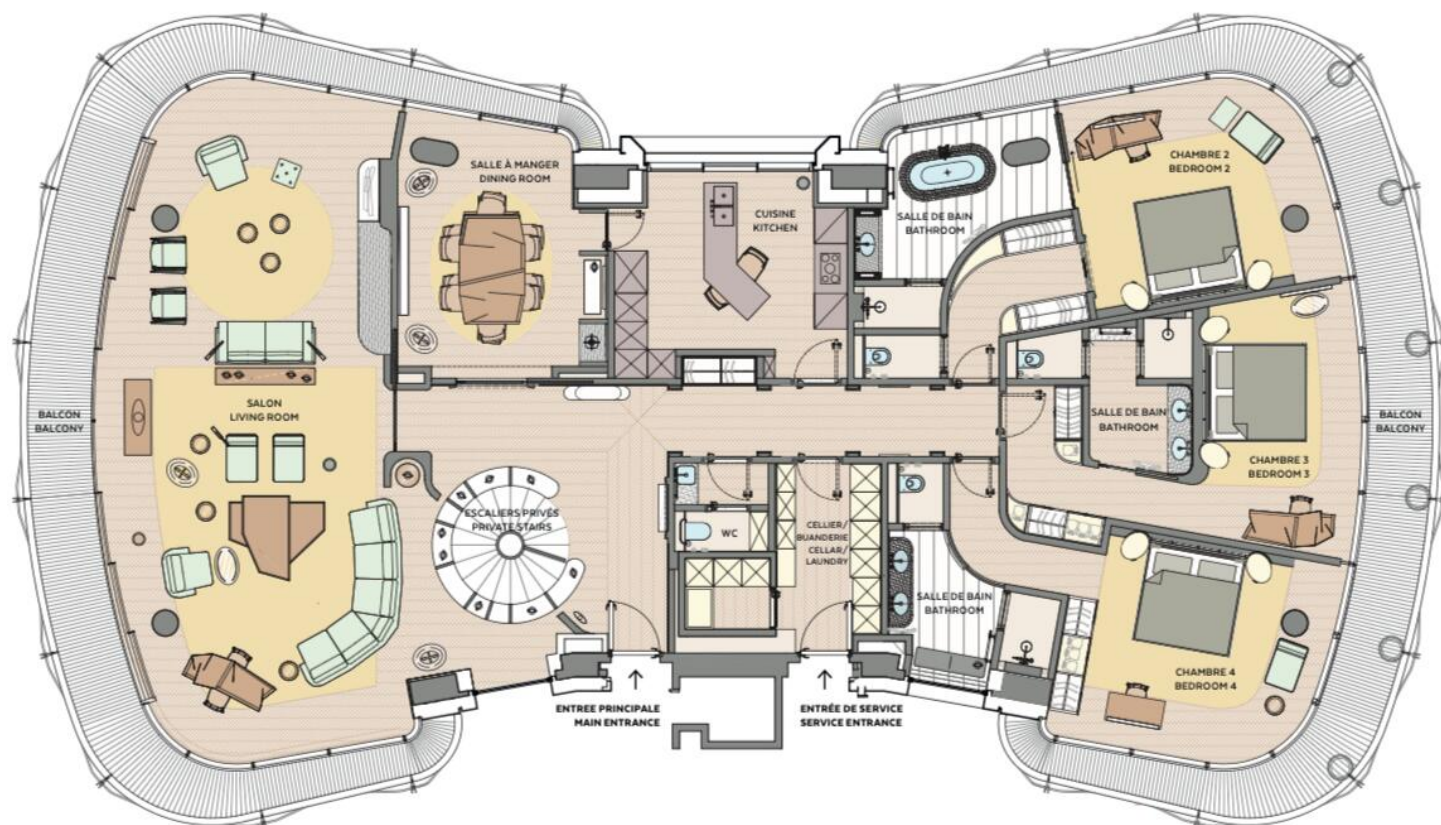 SALLE À MANGER
DINING ROOM
CUISINE
KITCHEN
SALLE DE BAIN
BATHROOM
CHAMBRE 2
BEDROOM 2
SALON
LIVING ROOM
BALCON
BALCONY
SALLE DE BAIN
BATHROOM
CHAMBRE 3
BEDROOM 3
BALCON
BALCONY
ESCALIERS PRIVÉS
PRIVATE STAIRS
WC
CELLIER/
BUANDERIE
CELLAR/
LAUNDRY
SALLE DE BAIN
BATHROOM
CHAMBRE 4
BEDROOM 4
ENTREE PRINCIPALE
MAIN ENTRANCE
ENTRÉE DE SERVICE
SERVICE ENTRANCE